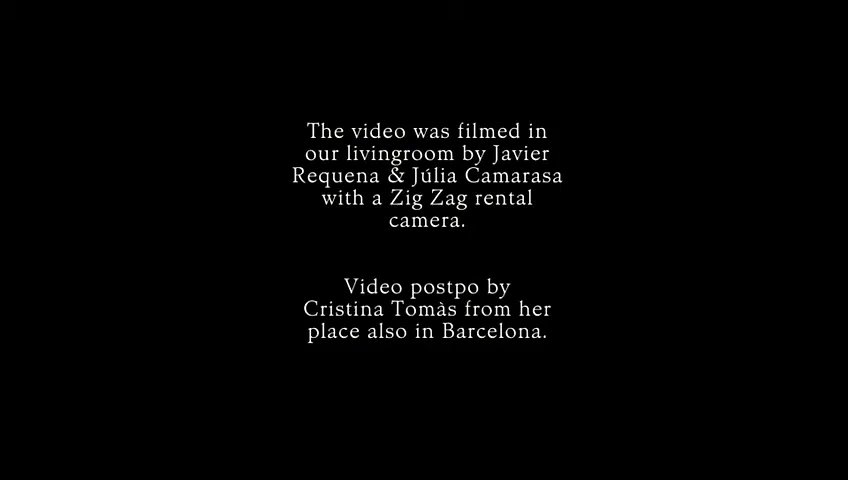 The video was filmed in
our livingroom by Javier
Requena & Júlia Camarasa
with a Zig Zag rental
camera.
Video postpo by
Cristina Tomàs from her
place also in Barcelona.